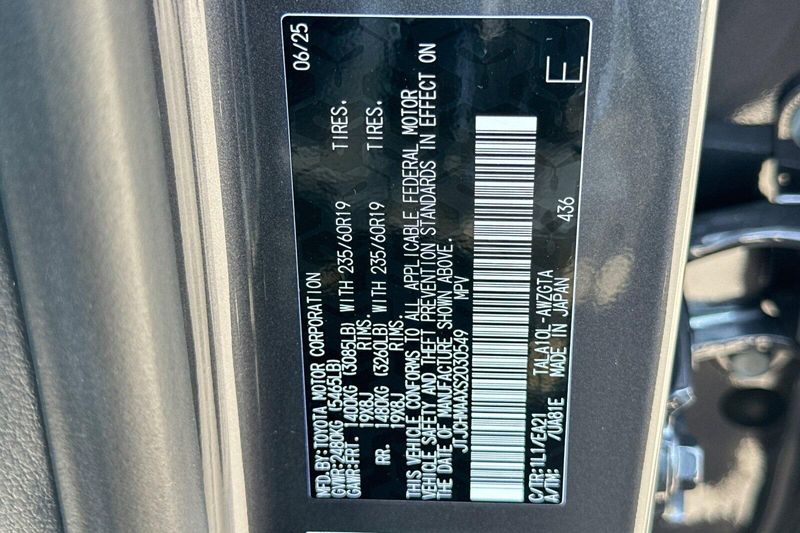 MFD.BY:TOYOTA MOTOR CORPORATION 06/25
GVWR:2480KG (5465LB)
GAWR:FRT. 1400KG (3085LB) WITH 235/60R19 TIRES.
19X8J RIMS.
RR. 1480KG (3260LB) WITH 235/60R19 TIRES.
19X8J RIMS.
THIS VEHICLE CONFORMS TO ALL APPLICABLE FEDERAL MOTOR
VEHICLE SAFETY AND THEFT PREVENTION STANDARDS IN EFFECT ON
THE DATE OF MANUFACTURE SHOWN ABOVE.
JTJCHMAAXS2030549 MPV
C/TR:1L1/EA21 TALA10L-AWZGTA 436
A/TM: /UA81E MADE IN JAPAN
E